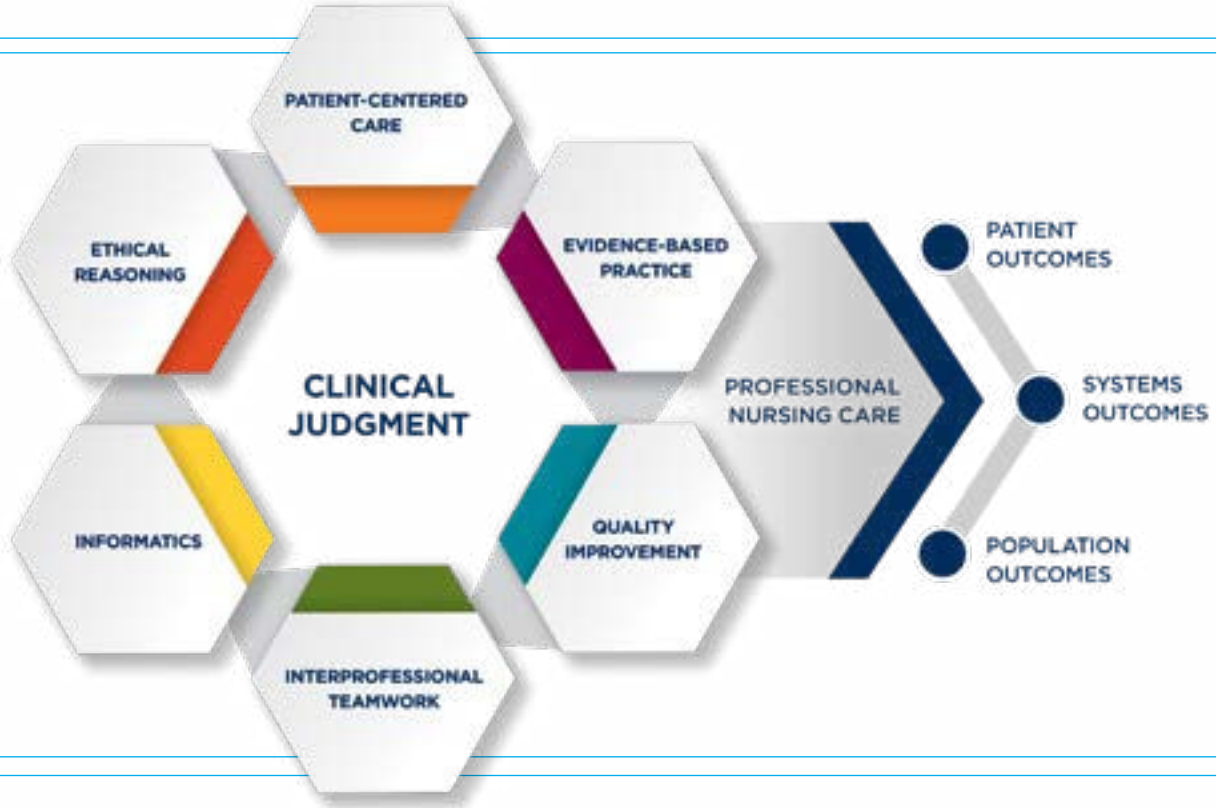 PATIENT-CENTERED
CARE
ETHICAL
REASONING
EVIDENCE-BASED
PRACTICE
CLINICAL
JUDGMENT
INFORMATICS
QUALITY
IMPROVEMENT
INTERPROFESSIONAL
TEAMWORK
PROFESSIONAL
NURSING CARE
PATIENT
OUTCOMES
SYSTEMS
OUTCOMES
POPULATION
OUTCOMES